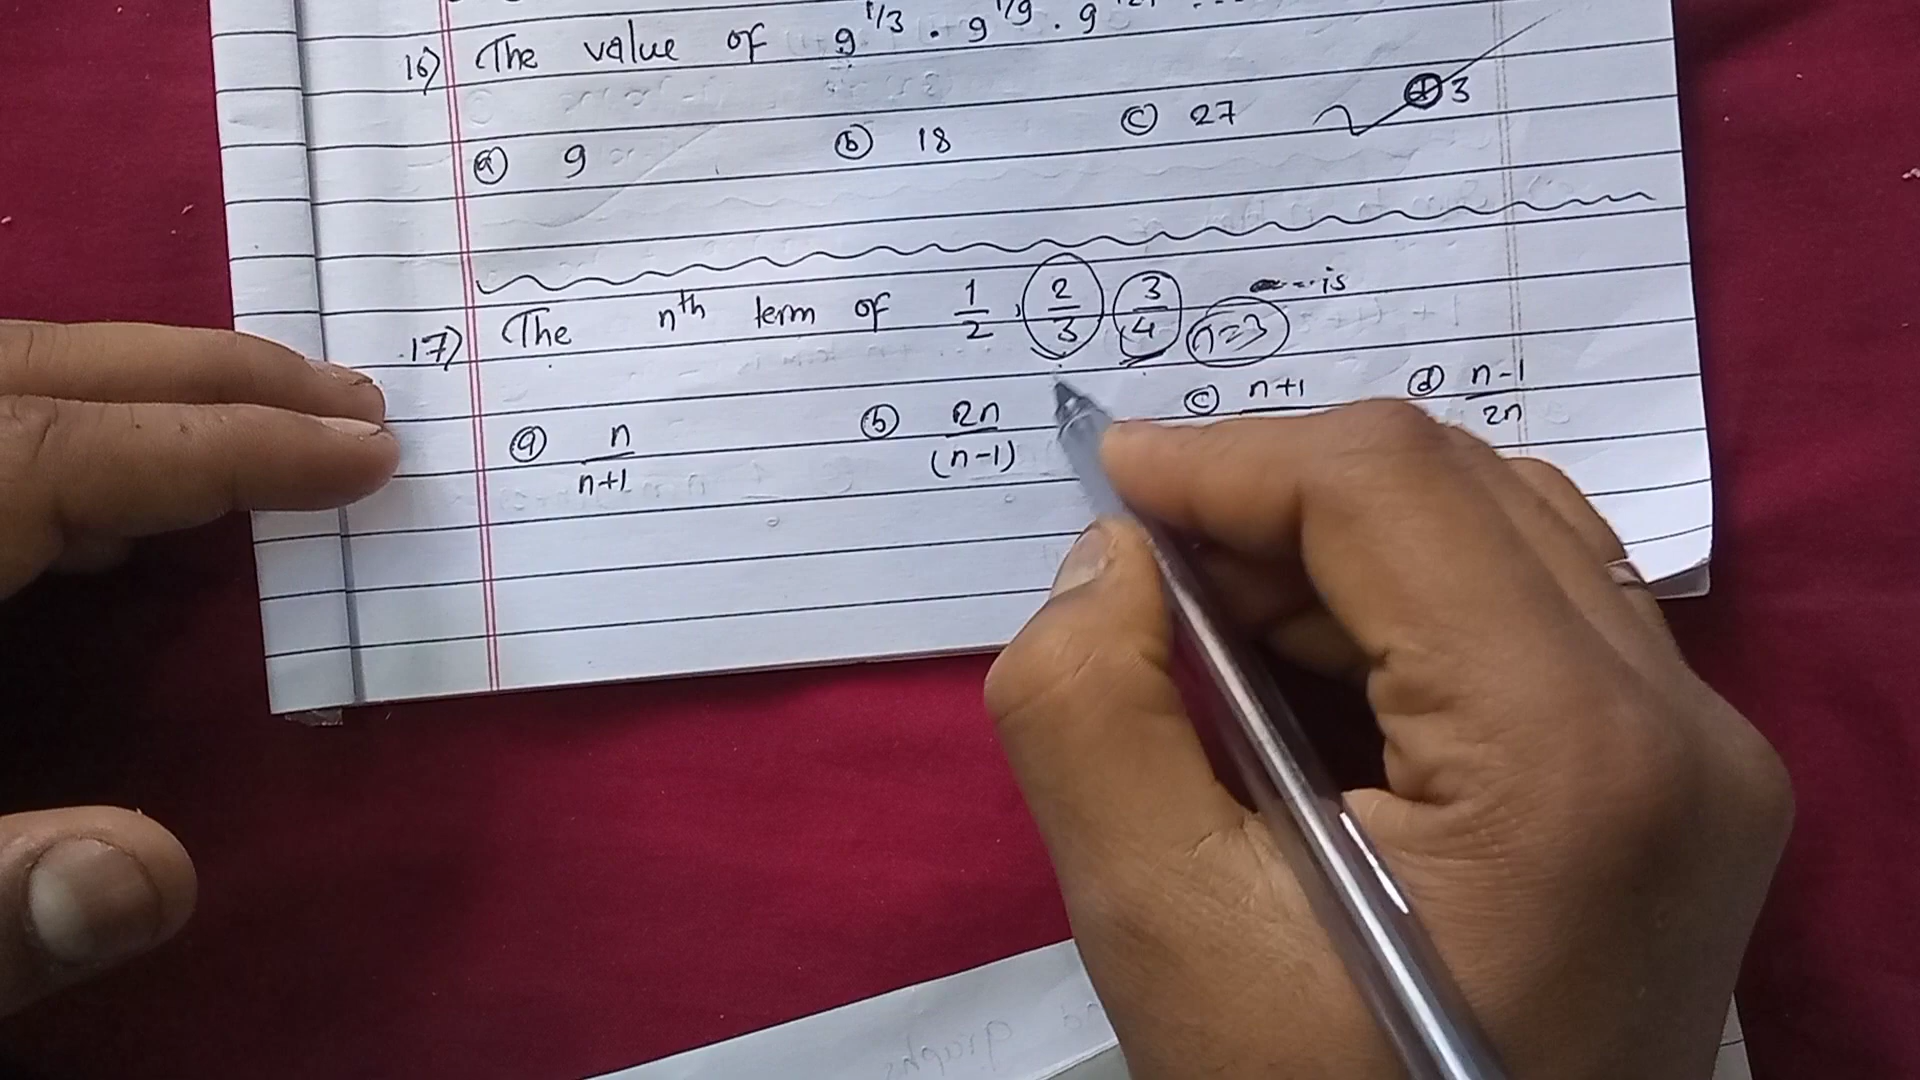 16) The value of 9^1/3 . 9^1/9 . 9
ⓐ 9 ⓑ 18 ⓒ 27 ⓓ 3
17) The nth term of 1/2, 2/3 3/4 n=3 is
ⓐ n/n+1 ⓑ 2n/(n-1) ⓒ n+1 ⓓ n-1/2n